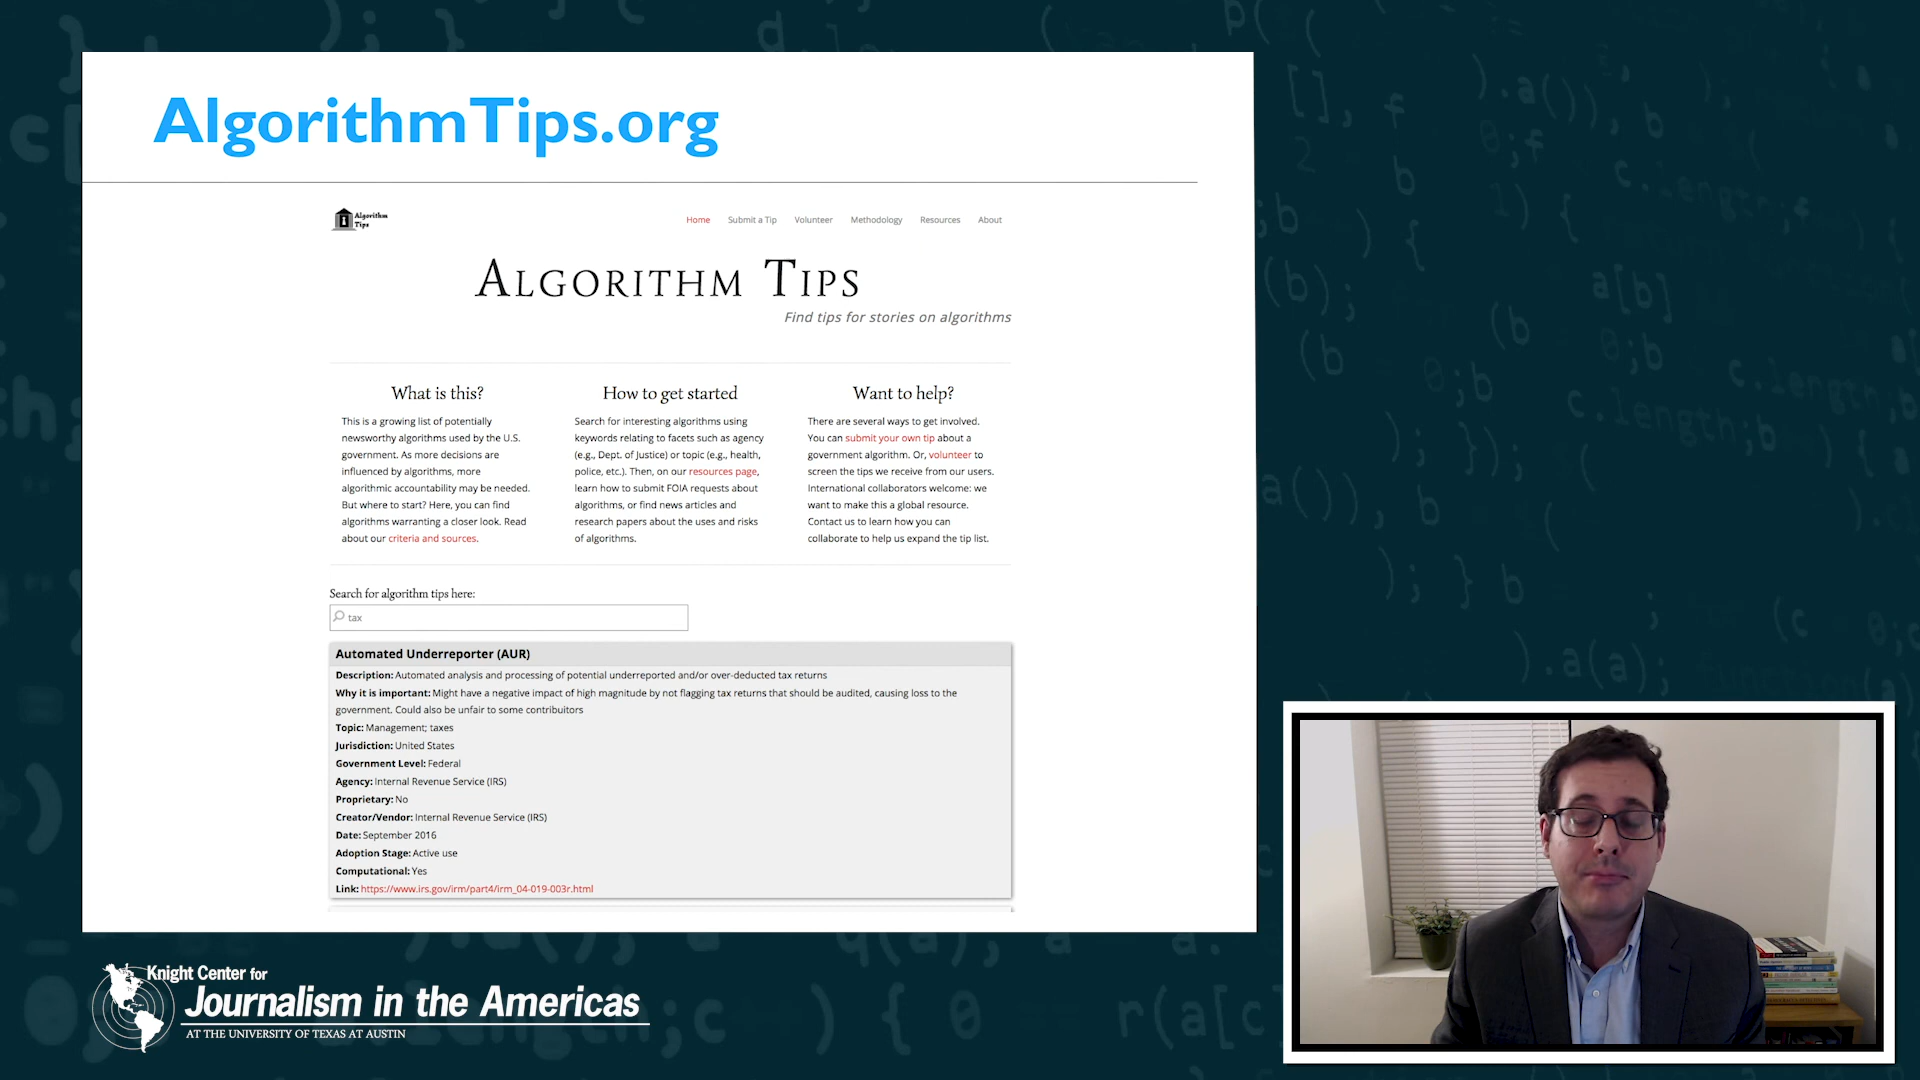 AlgorithmTips.org
Algorithm Tips
Home Submit a Tip Volunteer Methodology Resources About
ALGORITHM TIPS
Find tips for stories on algorithms
What is this?
This is a growing list of potentially
newsworthy algorithms used by the U.S.
government. As more decisions are
influenced by algorithms, more
algorithmic accountability may be needed.
But where to start? Here, you can find
algorithms warranting a closer look. Read
about our criteria and sources.
How to get started
Search for interesting algorithms using
keywords relating to facets such as agency
(e.g., Dept. of Justice) or topic (e.g., health,
police, etc.). Then, on our resources page,
learn how to submit FOIA requests about
algorithms, or find news articles and
research papers about the uses and risks
of algorithms.
Want to help?
There are several ways to get involved.
You can submit your own tip about a
government algorithm. Or, volunteer to
screen the tips we receive from our users.
International collaborators welcome: we
want to make this a global resource.
Contact us to learn how you can
collaborate to help us expand the tip list.
Search for algorithm tips here:
tax
Automated Underreporter (AUR)
Description: Automated analysis and processing of potential underreported and/or over-deducted tax returns
Why it is important: Might have a negative impact of high magnitude by not flagging tax returns that should be audited, causing loss to the
government. Could also be unfair to some contributors
Topic: Management; taxes
Jurisdiction: United States
Government Level: Federal
Agency: Internal Revenue Service (IRS)
Proprietary: No
Creator/Vendor: Internal Revenue Service (IRS)
Date: September 2016
Adoption Stage: Active use
Computational: Yes
Link: https://www.irs.gov/irm/part4/irm_04-019-003r.html
Knight Center for
Journalism in the Americas
AT THE UNIVERSITY OF TEXAS AT AUSTIN